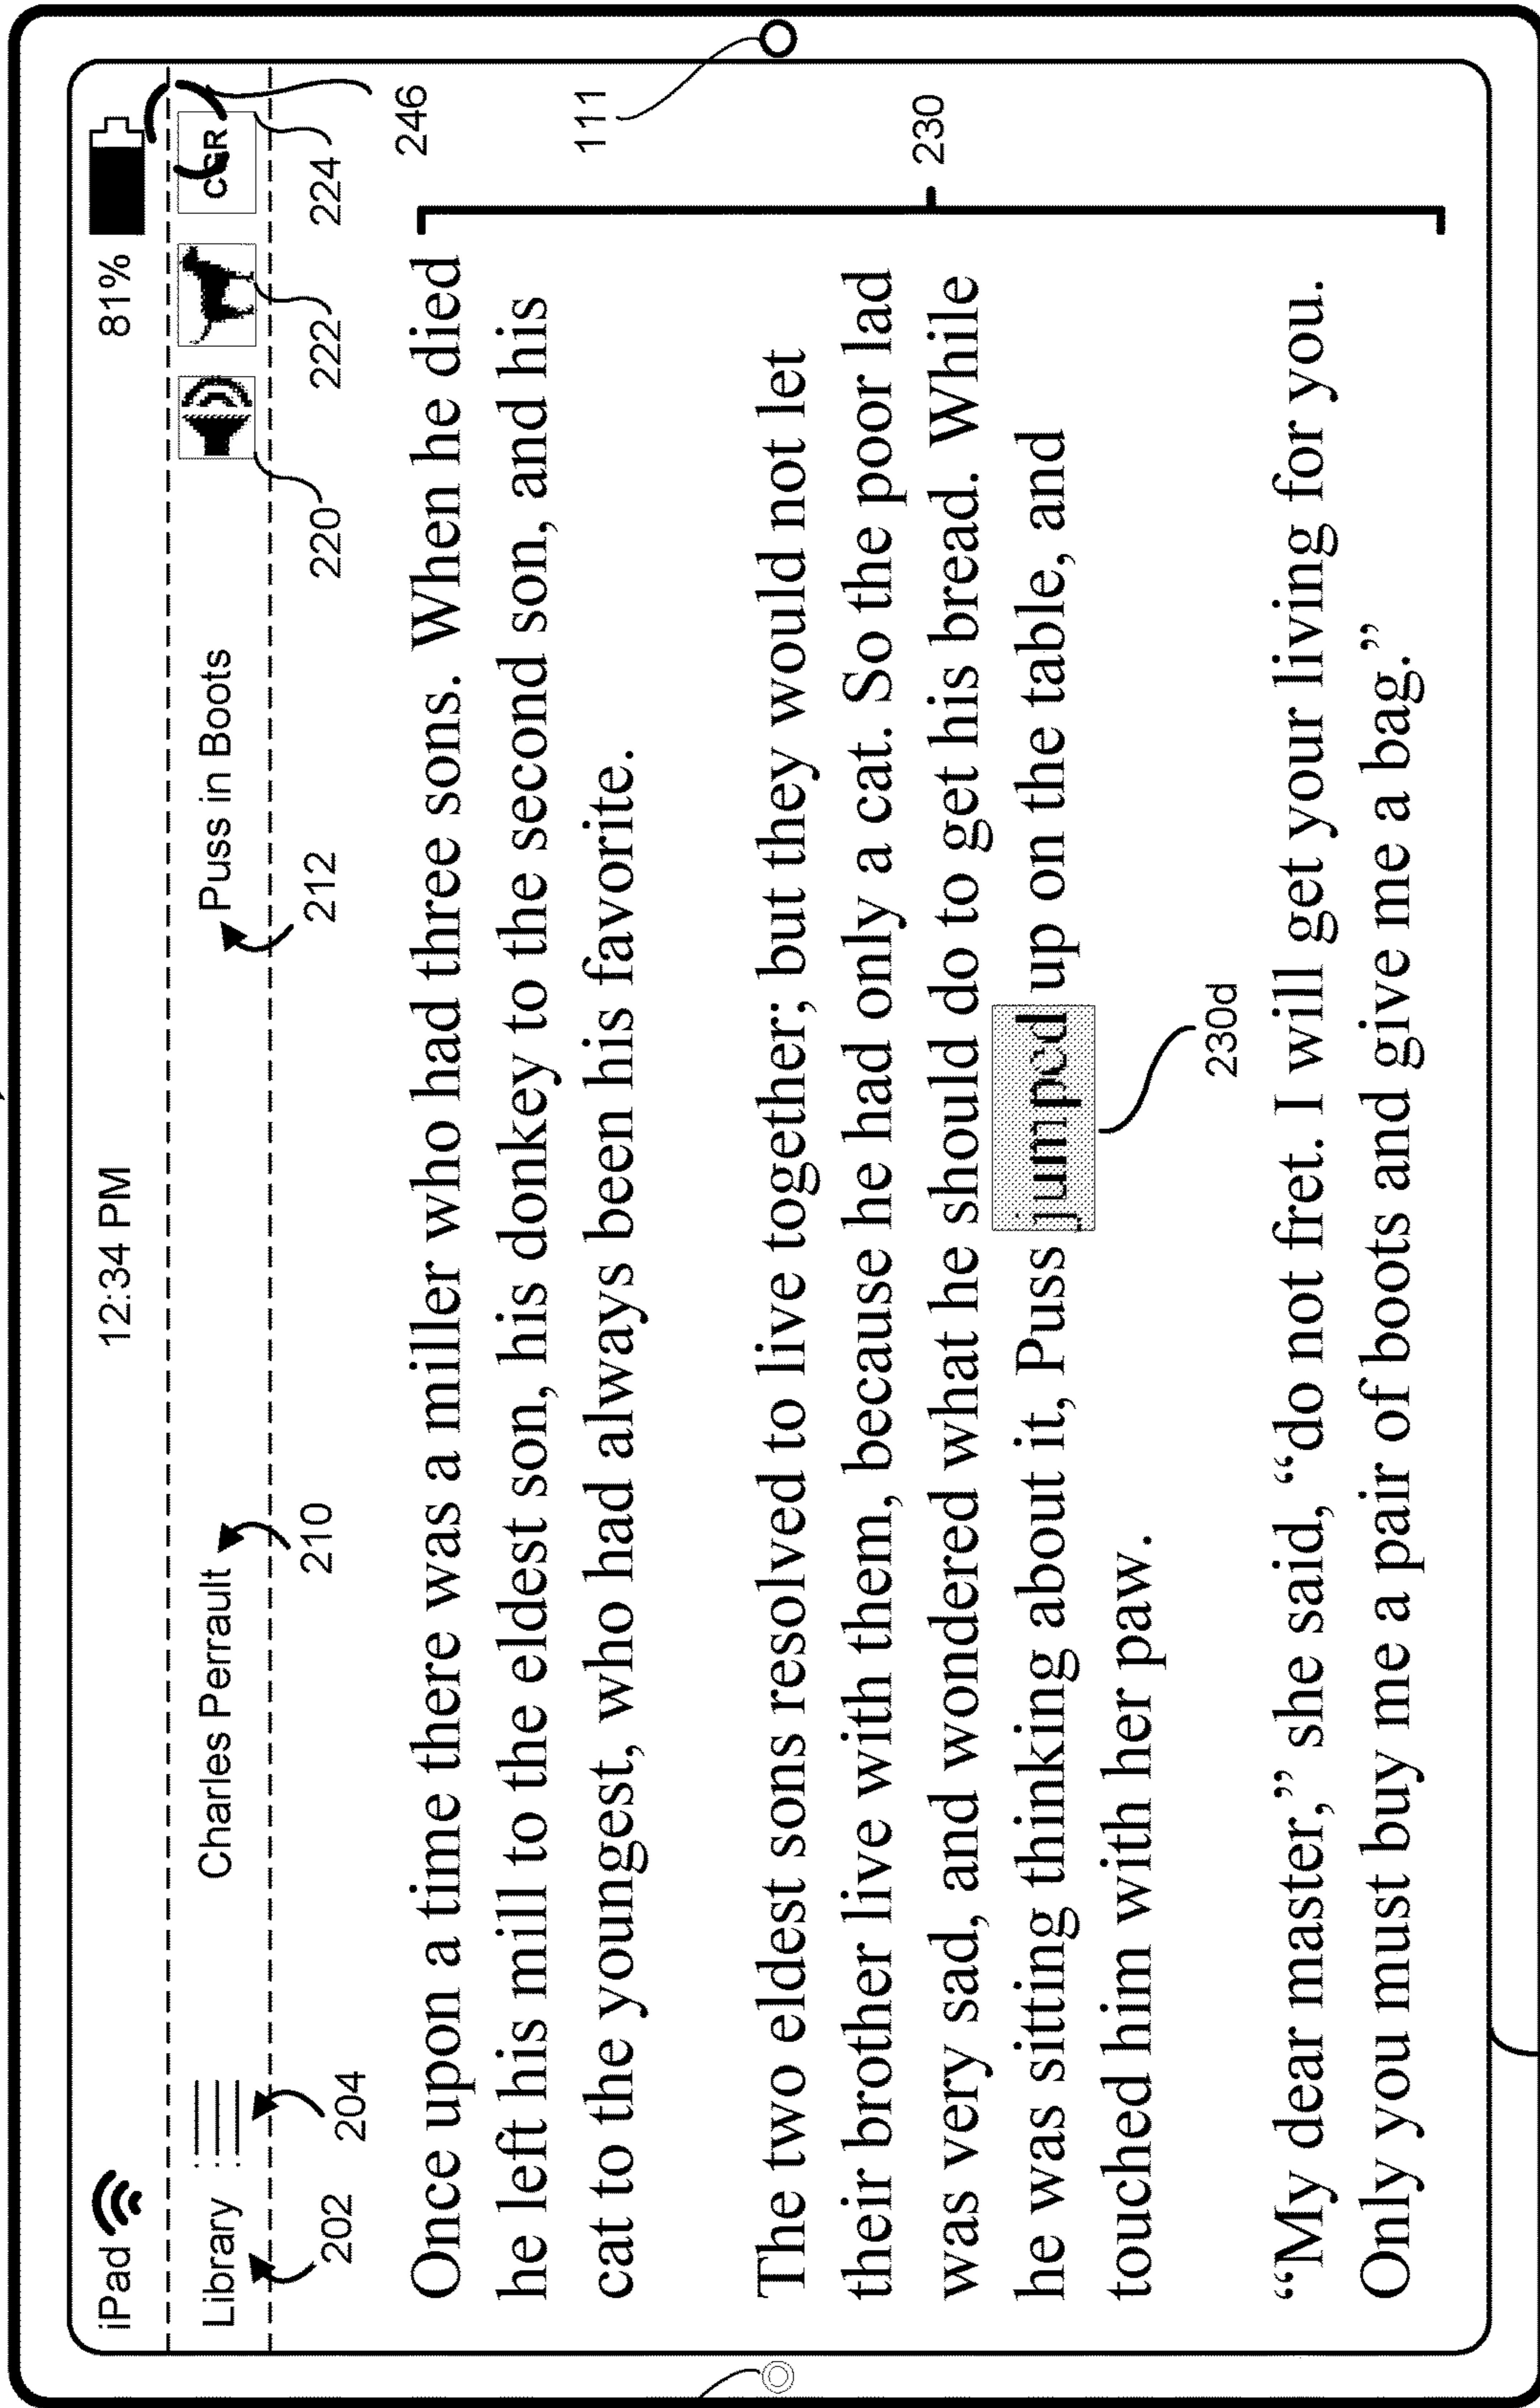 iPad 12:34 PM 81%
Library Charles Perrault Puss in Boots
202 204 210 212 220 222 224 246
111
Once upon a time there was a miller who had three sons. When he died
he left his mill to the eldest son, his donkey to the second son, and his
cat to the youngest, who had always been his favorite.
The two eldest sons resolved to live together; but they would not let
their brother live with them, because he had only a cat. So the poor lad
was very sad, and wondered what he should do to get his bread. While
he was sitting thinking about it, Puss jumped up on the table, and
touched him with her paw.
230
230d
“My dear master,” she said, “do not fret. I will get your living for you.
Only you must buy me a pair of boots and give me a bag.”